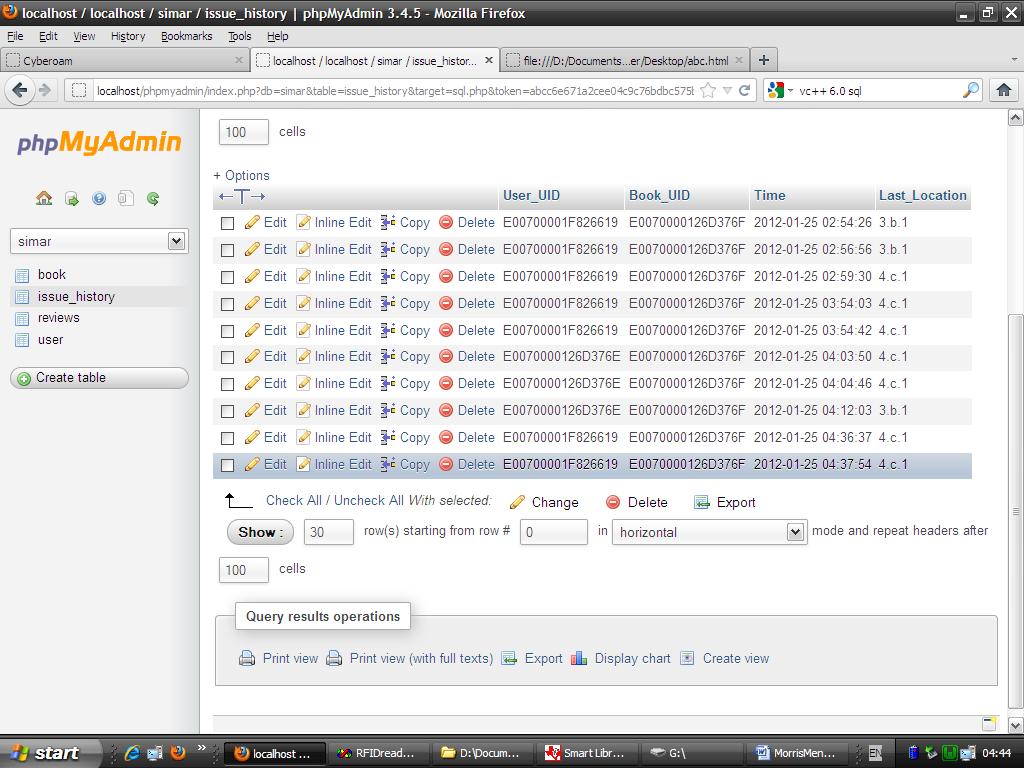 localhost / localhost / simar / issue_history | phpMyAdmin 3.4.5 - Mozilla Firefox
File Edit View History Bookmarks Tools Help
Cyberoam localhost / localhost / simar / issue_histor... file:///D:/Documents...er/Desktop/abc.html
localhost/phpmyadmin/index.php?db=simar&table=issue_history&target=sql.php&token=abcc6e671a2cee04c9c76bdbc575 vc++ 6.0 sql
phpMyAdmin
simar
book
issue_history
reviews
user
Create table
100 cells
+ Options
User_UID Book_UID Time Last_Location
Edit Inline Edit Copy Delete E00700001F826619 E0070000126D376F 2012-01-25 02:54:26 3.b.1
Edit Inline Edit Copy Delete E00700001F826619 E0070000126D376F 2012-01-25 02:56:56 3.b.1
Edit Inline Edit Copy Delete E00700001F826619 E0070000126D376F 2012-01-25 02:59:30 4.c.1
Edit Inline Edit Copy Delete E00700001F826619 E0070000126D376F 2012-01-25 03:54:03 4.c.1
Edit Inline Edit Copy Delete E00700001F826619 E0070000126D376F 2012-01-25 03:54:42 4.c.1
Edit Inline Edit Copy Delete E0070000126D376E E0070000126D376F 2012-01-25 04:03:50 4.c.1
Edit Inline Edit Copy Delete E0070000126D376E E0070000126D376F 2012-01-25 04:04:46 4.c.1
Edit Inline Edit Copy Delete E0070000126D376E E0070000126D376F 2012-01-25 04:12:03 3.b.1
Edit Inline Edit Copy Delete E00700001F826619 E0070000126D376F 2012-01-25 04:36:37 4.c.1
Edit Inline Edit Copy Delete E00700001F826619 E0070000126D376F 2012-01-25 04:37:54 4.c.1
Check All / Uncheck All With selected: Change Delete Export
Show : 30 row(s) starting from row # 0 in horizontal mode and repeat headers after
100 cells
Query results operations
Print view Print view (with full texts) Export Display chart Create view
start localhost ... RFIDread... D:\Docum... Smart Libr... G:\ MorrisMen... EN 04:44